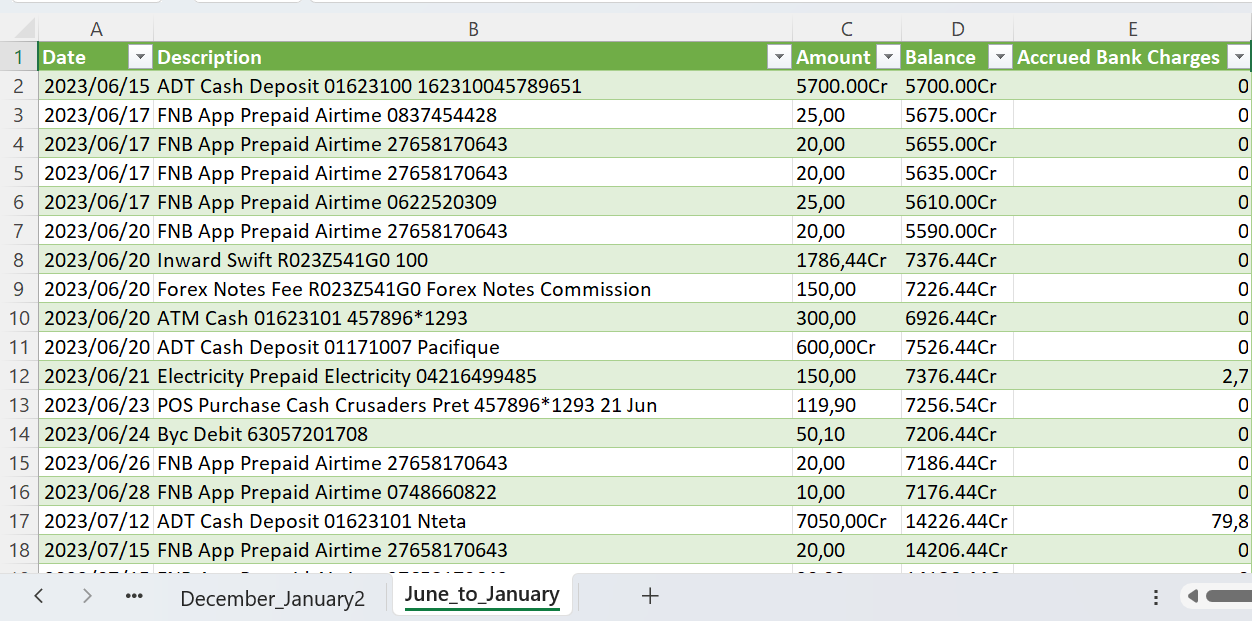 A B C D E
1 Date Description Amount Balance Accrued Bank Charges
2 2023/06/15 ADT Cash Deposit 01623100 162310045789651 5700.00Cr 5700.00Cr 0
3 2023/06/17 FNB App Prepaid Airtime 0837454428 25,00 5675.00Cr 0
4 2023/06/17 FNB App Prepaid Airtime 27658170643 20,00 5655.00Cr 0
5 2023/06/17 FNB App Prepaid Airtime 27658170643 20,00 5635.00Cr 0
6 2023/06/17 FNB App Prepaid Airtime 0622520309 25,00 5610.00Cr 0
7 2023/06/20 FNB App Prepaid Airtime 27658170643 20,00 5590.00Cr 0
8 2023/06/20 Inward Swift R023Z541G0 100 1786,44Cr 7376.44Cr 0
9 2023/06/20 Forex Notes Fee R023Z541G0 Forex Notes Commission 150,00 7226.44Cr 0
10 2023/06/20 ATM Cash 01623101 457896*1293 300,00 6926.44Cr 0
11 2023/06/20 ADT Cash Deposit 01171007 Pacifique 600,00Cr 7526.44Cr 0
12 2023/06/21 Electricity Prepaid Electricity 04216499485 150,00 7376.44Cr 2,7
13 2023/06/23 POS Purchase Cash Crusaders Pret 457896*1293 21 Jun 119,90 7256.54Cr 0
14 2023/06/24 Byc Debit 63057201708 50,10 7206.44Cr 0
15 2023/06/26 FNB App Prepaid Airtime 27658170643 20,00 7186.44Cr 0
16 2023/06/28 FNB App Prepaid Airtime 0748660822 10,00 7176.44Cr 0
17 2023/07/12 ADT Cash Deposit 01623101 Nteta 7050,00Cr 14226.44Cr 79,8
18 2023/07/15 FNB App Prepaid Airtime 27658170643 20,00 14206.44Cr 0
December_January2 June_to_January